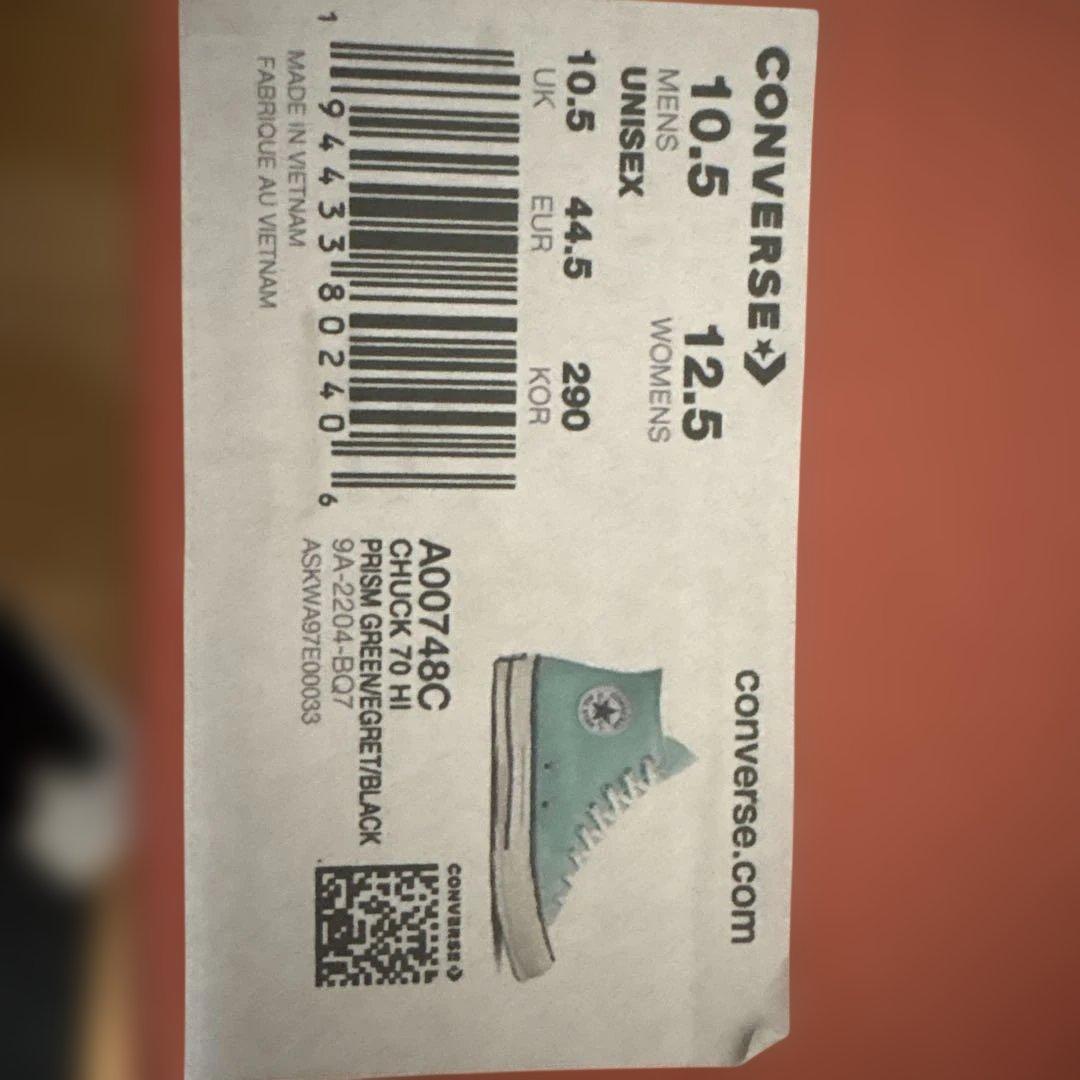 CONVERSE
converse.com
10.5 12.5
MENS WOMENS
UNISEX
10.5 44.5 290
UK EUR KOR
1 94433 80240 6
MADE IN VIETNAM
FABRIQUE AU VIETNAM
CONVERSE
A00748C
CHUCK 70 HI
PRISM GREEN/EGRET/BLACK
9A-2204-BQ7
ASKWA97E00033